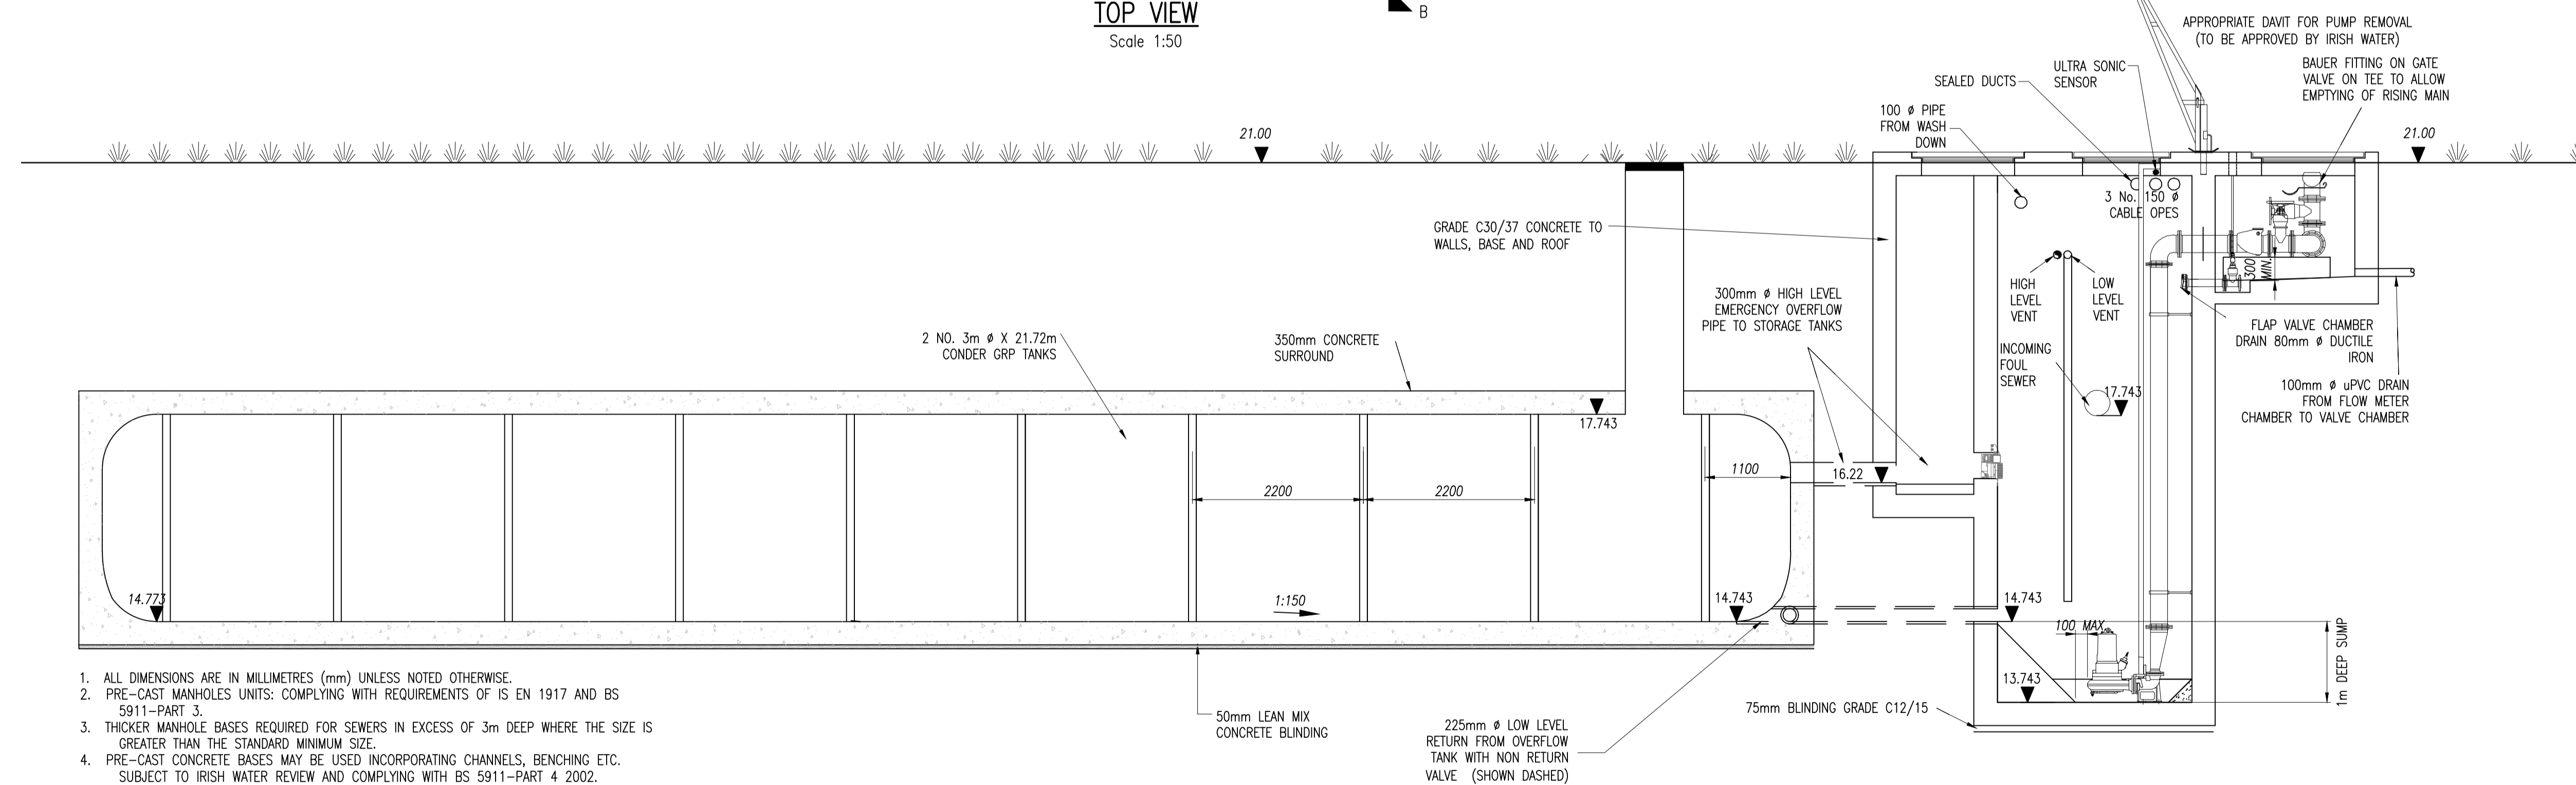 TOP VIEW
Scale 1:50
B
APPROPRIATE DAVIT FOR PUMP REMOVAL
(TO BE APPROVED BY IRISH WATER)
BAUER FITTING ON GATE
VALVE ON TEE TO ALLOW
EMPTYING OF RISING MAIN
ULTRA SONIC
SENSOR
SEALED DUCTS
100 ø PIPE
FROM WASH
DOWN
21.00
21.00
3 No. 150 ø
CABLE OPES
GRADE C30/37 CONCRETE TO
WALLS, BASE AND ROOF
300
MIN.
HIGH
LEVEL
VENT
LOW
LEVEL
VENT
300mm ø HIGH LEVEL
EMERGENCY OVERFLOW
PIPE TO STORAGE TANKS
2 NO. 3m ø X 21.72m
CONDER GRP TANKS
350mm CONCRETE
SURROUND
FLAP VALVE CHAMBER
DRAIN 80mm ø DUCTILE
IRON
INCOMING
FOUL
SEWER
17.743
100mm ø uPVC DRAIN
FROM FLOW METER
CHAMBER TO VALVE CHAMBER
17.743
16.22
1100
2200
2200
14.773
1:150
14.743
14.743
100 MAX
13.743
1m DEEP SUMP
75mm BLINDING GRADE C12/15
50mm LEAN MIX
CONCRETE BLINDING
225mm ø LOW LEVEL
RETURN FROM OVERFLOW
TANK WITH NON RETURN
VALVE (SHOWN DASHED)
1. ALL DIMENSIONS ARE IN MILLIMETRES (mm) UNLESS NOTED OTHERWISE.
2. PRE-CAST MANHOLES UNITS: COMPLYING WITH REQUIREMENTS OF IS EN 1917 AND BS
5911-PART 3.
3. THICKER MANHOLE BASES REQUIRED FOR SEWERS IN EXCESS OF 3m DEEP WHERE THE SIZE IS
GREATER THAN THE STANDARD MINIMUM SIZE.
4. PRE-CAST CONCRETE BASES MAY BE USED INCORPORATING CHANNELS, BENCHING ETC.
SUBJECT TO IRISH WATER REVIEW AND COMPLYING WITH BS 5911-PART 4 2002.